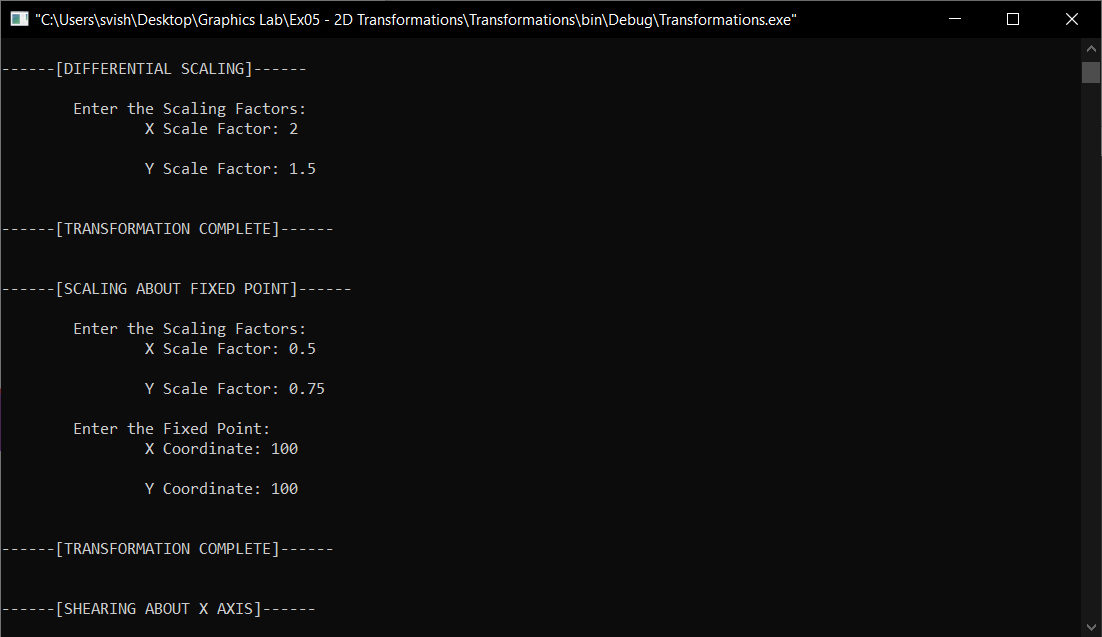 "C:\Users\svish\Desktop\Graphics Lab\Ex05 - 2D Transformations\Transformations\bin\Debug\Transformations.exe"
------[DIFFERENTIAL SCALING]------
Enter the Scaling Factors:
X Scale Factor: 2
Y Scale Factor: 1.5
------[TRANSFORMATION COMPLETE]------
------[SCALING ABOUT FIXED POINT]------
Enter the Scaling Factors:
X Scale Factor: 0.5
Y Scale Factor: 0.75
Enter the Fixed Point:
X Coordinate: 100
Y Coordinate: 100
------[TRANSFORMATION COMPLETE]------
------[SHEARING ABOUT X AXIS]------